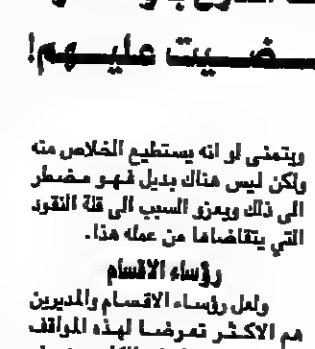 عليهم!
ويتمنى لو انه يستطيع الخلاص منه
ولكن ليس هناك بديل فهو مضطر
الى ذلك ويعزو السبب الى قلة النقود
التي يتقاضاها من عمله هذا.
رؤساء الاقسام
ولعل رؤساء الاقسام والمديرين
هم الاكثر تعرضا لهذه المواقف